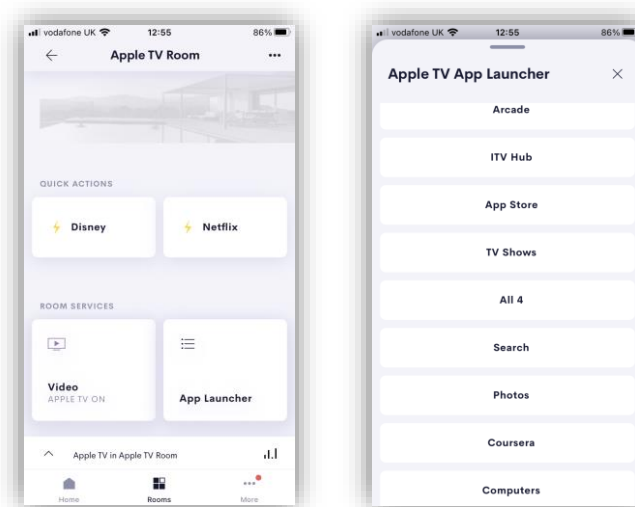 vodafone UK 12:55 86%
Apple TV Room
QUICK ACTIONS
Disney Netflix
ROOM SERVICES
Video
APPLE TV ON App Launcher
Apple TV in Apple TV Room
Home Rooms More
vodafone UK 12:55 86%
Apple TV App Launcher
Arcade
ITV Hub
App Store
TV Shows
All 4
Search
Photos
Coursera
Computers